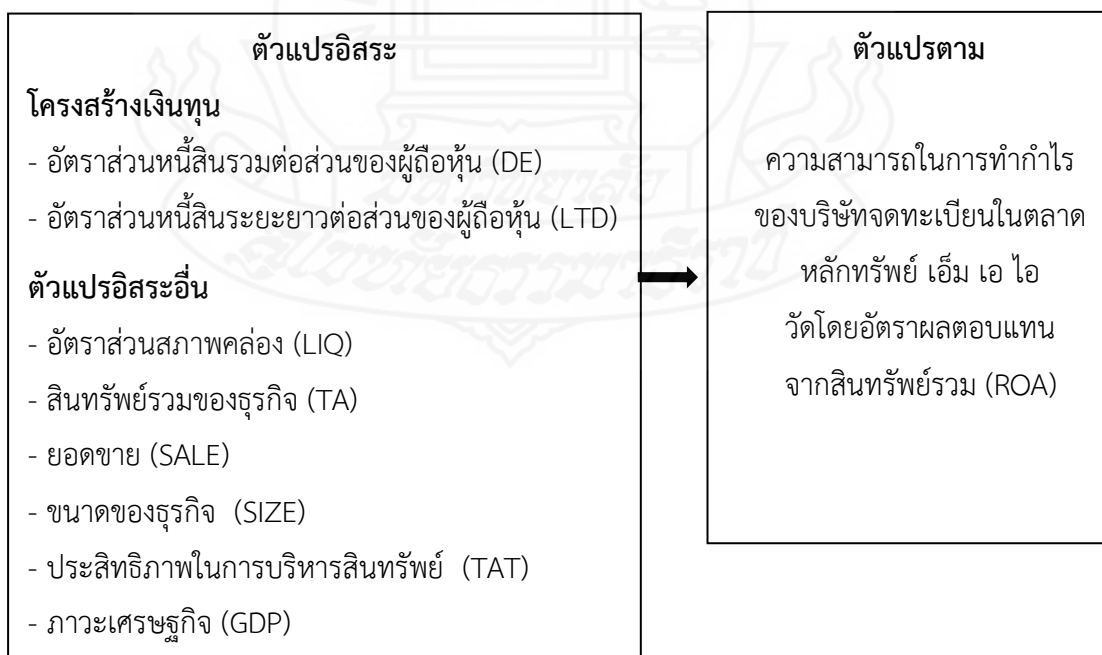 ตัวแปรอิสระ
โครงสร้างเงินทุน
- อัตราส่วนหนี้สินรวมต่อส่วนของผู้ถือหุ้น (DE)
- อัตราส่วนหนี้สินระยะยาวต่อส่วนของผู้ถือหุ้น (LTD)
ตัวแปรอิสระอื่น
- อัตราส่วนสภาพคล่อง (LIQ)
- สินทรัพย์รวมของธุรกิจ (TA)
- ยอดขาย (SALE)
- ขนาดของธุรกิจ (SIZE)
- ประสิทธิภาพในการบริหารสินทรัพย์ (TAT)
- ภาวะเศรษฐกิจ (GDP)
ตัวแปรตาม
ความสามารถในการทำกำไร
ของบริษัทจดทะเบียนในตลาด
หลักทรัพย์ เอ็ม เอ ไอ
วัดโดยอัตราผลตอบแทน
จากสินทรัพย์รวม (ROA)